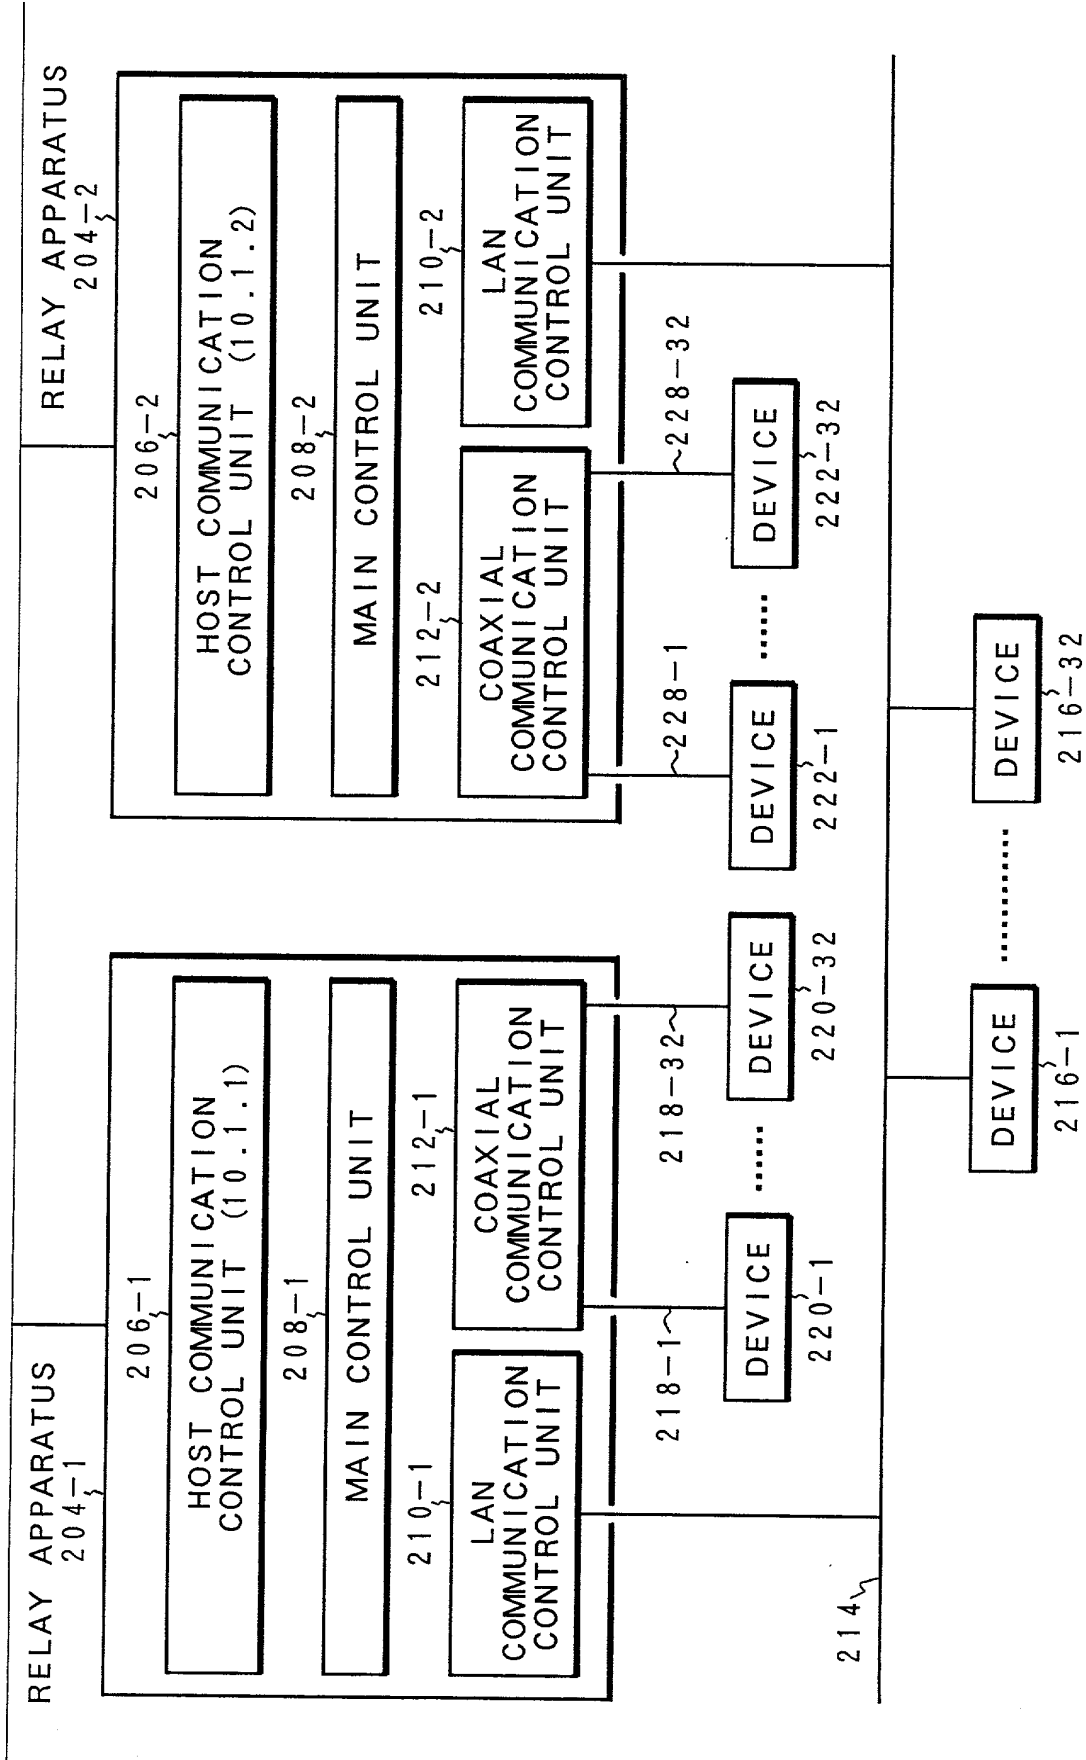 RELAY APPARATUS
204-1
206-1
HOST COMMUNICATION
CONTROL UNIT (10.1.1)
208-1
MAIN CONTROL UNIT
210-1
LAN
COMMUNICATION
CONTROL UNIT
212-1
COAXIAL
COMMUNICATION
CONTROL UNIT
218-1
218-32
DEVICE
220-1
......
DEVICE
220-32
RELAY APPARATUS
204-2
206-2
HOST COMMUNICATION
CONTROL UNIT (10.1.2)
208-2
MAIN CONTROL UNIT
212-2
COAXIAL
COMMUNICATION
CONTROL UNIT
210-2
LAN
COMMUNICATION
CONTROL UNIT
228-1
228-32
DEVICE
222-1
......
DEVICE
222-32
214
DEVICE
216-1
............
DEVICE
216-32